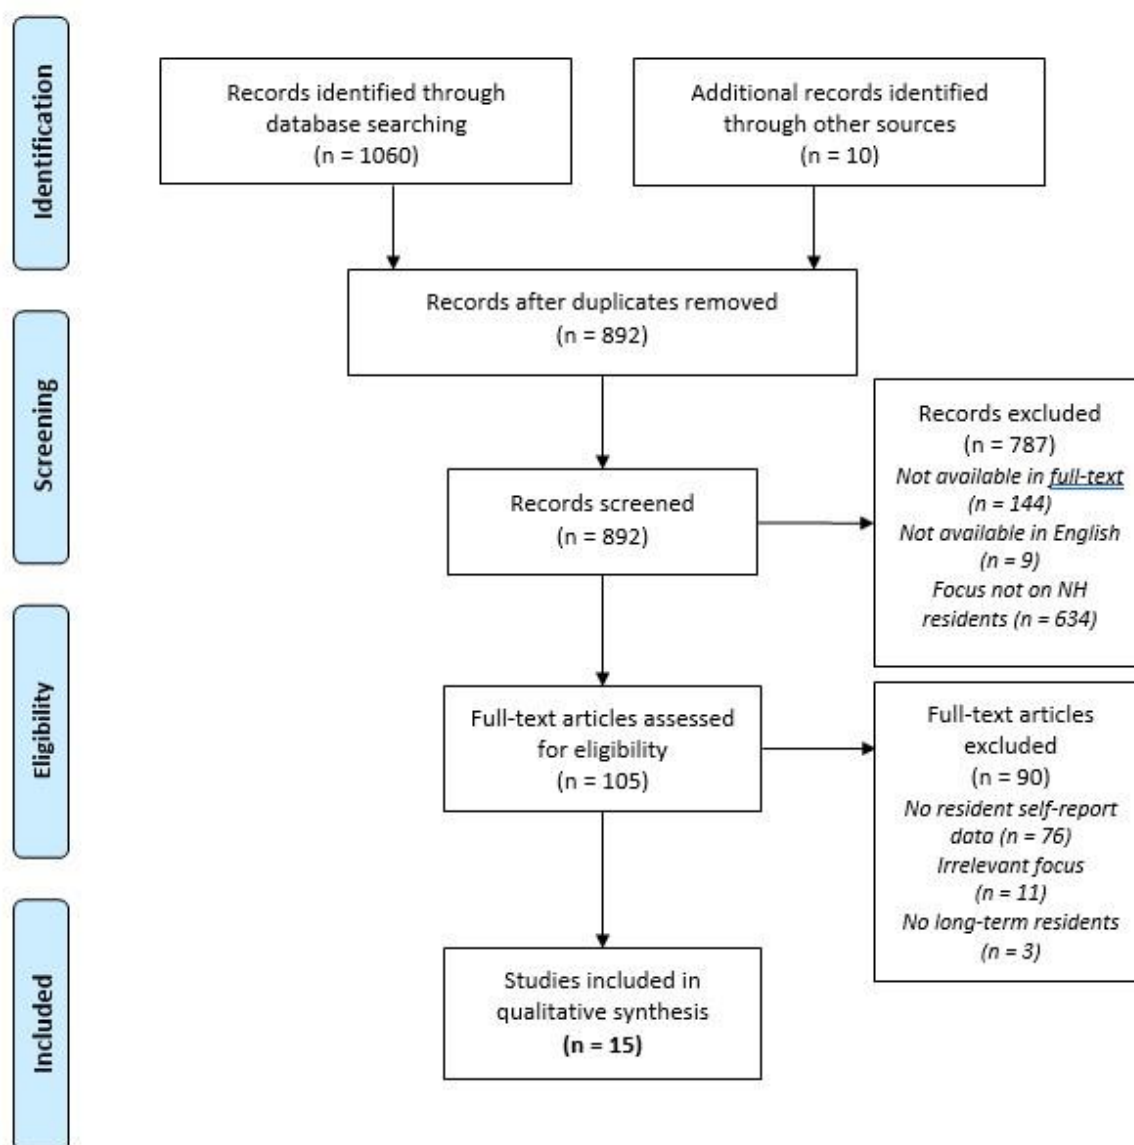 Identification
Records identified through
database searching
(n = 1060)
Additional records identified
through other sources
(n = 10)
Records after duplicates removed
(n = 892)
Screening
Records screened
(n = 892)
Records excluded
(n = 787)
Not available in full-text
(n = 144)
Not available in English
(n = 9)
Focus not on NH
residents (n = 634)
Eligibility
Full-text articles assessed
for eligibility
(n = 105)
Full-text articles
excluded
(n = 90)
No resident self-report
data (n = 76)
Irrelevant focus
(n = 11)
No long-term residents
(n = 3)
Included
Studies included in
qualitative synthesis
(n = 15)